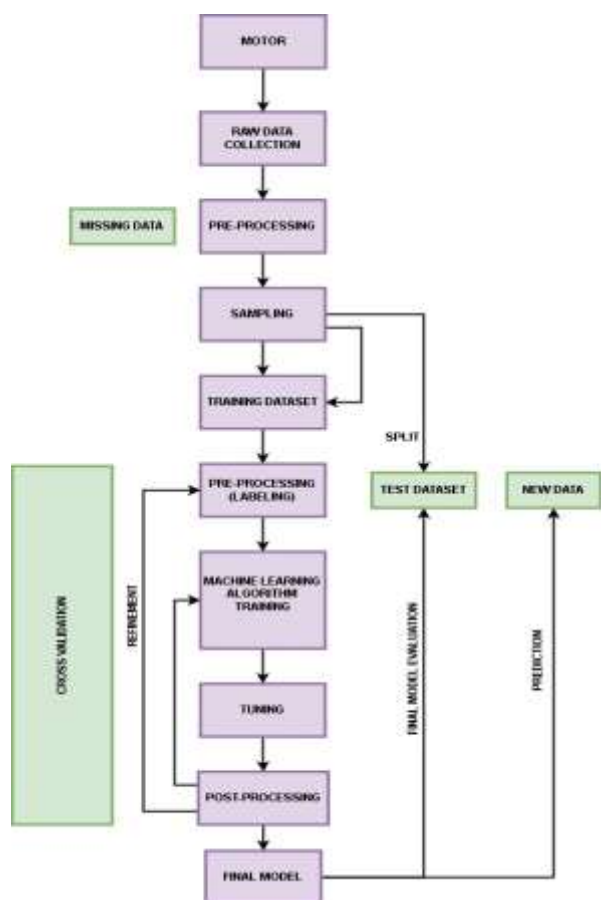 MOTOR
RAW DATA
COLLECTION
MISSING DATA
PRE-PROCESSING
SAMPLING
TRAINING DATASET
SPLIT
PRE-PROCESSING
(LABELING)
TEST DATASET
NEW DATA
MACHINE LEARNING
ALGORITHM
TRAINING
CROSS VALIDATION
REFINEMENT
FINAL MODEL EVALUATION
PREDICTION
TUNING
POST-PROCESSING
FINAL MODEL